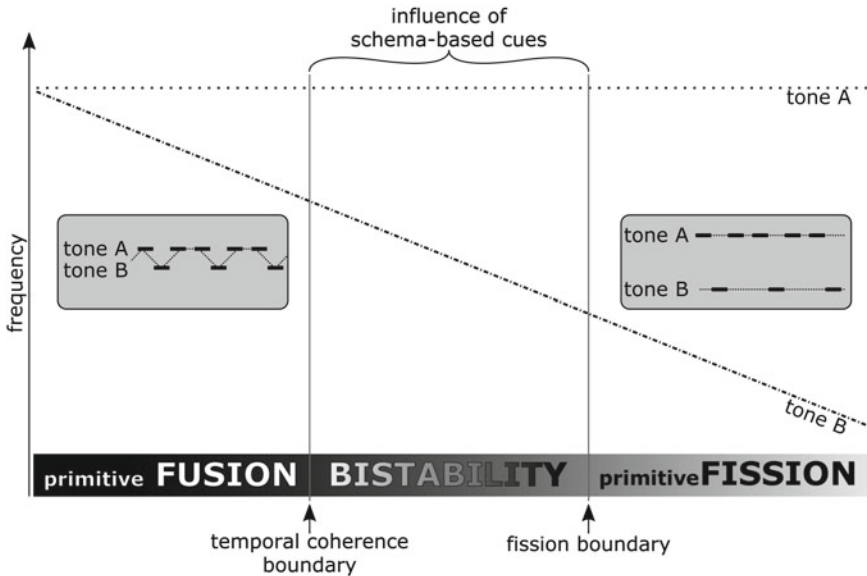 influence of
schema-based cues
tone A
frequency
tone A
tone B
tone A
tone B
tone B
primitive FUSION BISTABILITY primitive FISSION
temporal coherence
boundary
fission boundary